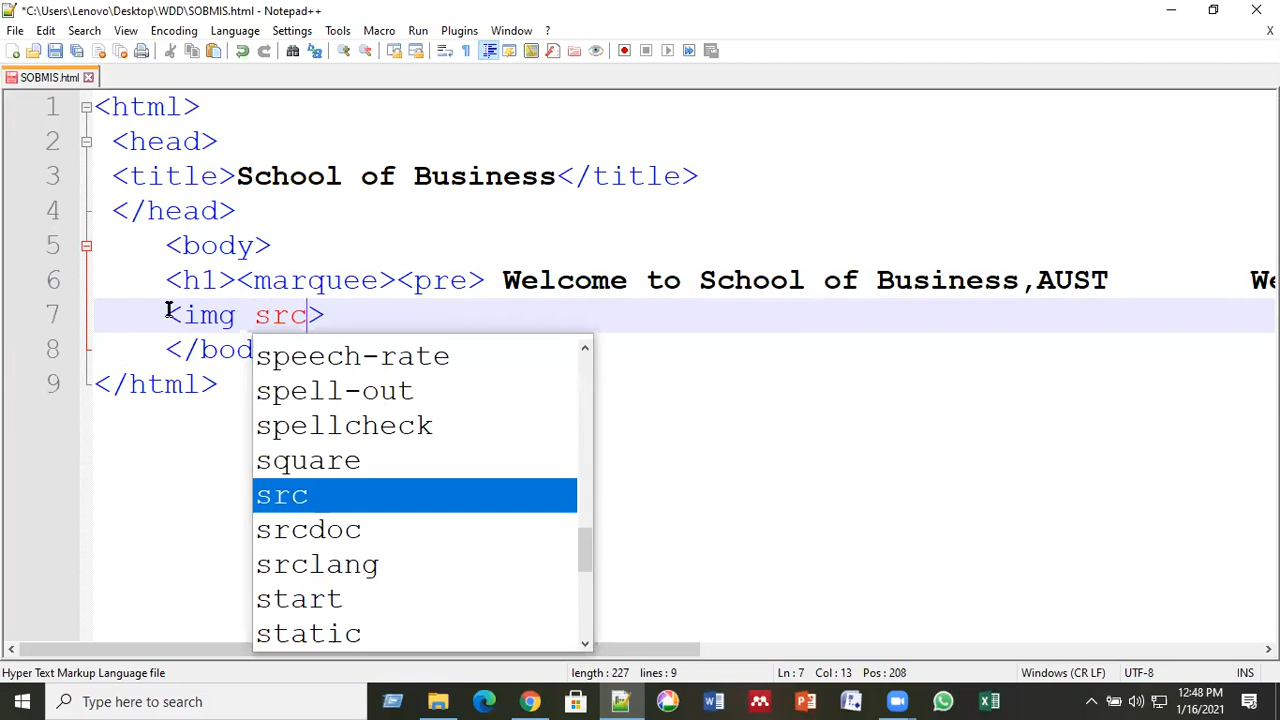 *C:\Users\Lenovo\Desktop\WDD\SOBMIS.html - Notepad++
File Edit Search View Encoding Language Settings Tools Macro Run Plugins Window ?
X
SOBMIS.html
1 <html>
2 <head>
3 <title>School of Business</title>
4 </head>
5 <body>
6 <h1><marquee><pre> Welcome to School of Business,AUST We
7 <img src>
8 </bod
9 </html>
speech-rate
spell-out
spellcheck
square
src
srcdoc
srclang
start
static
Hyper Text Markup Language file length : 227 lines : 9 Ln : 7 Col : 13 Pos : 208 Windows (CR LF) UTF-8 INS
Type here to search
12:48 PM
1/16/2021